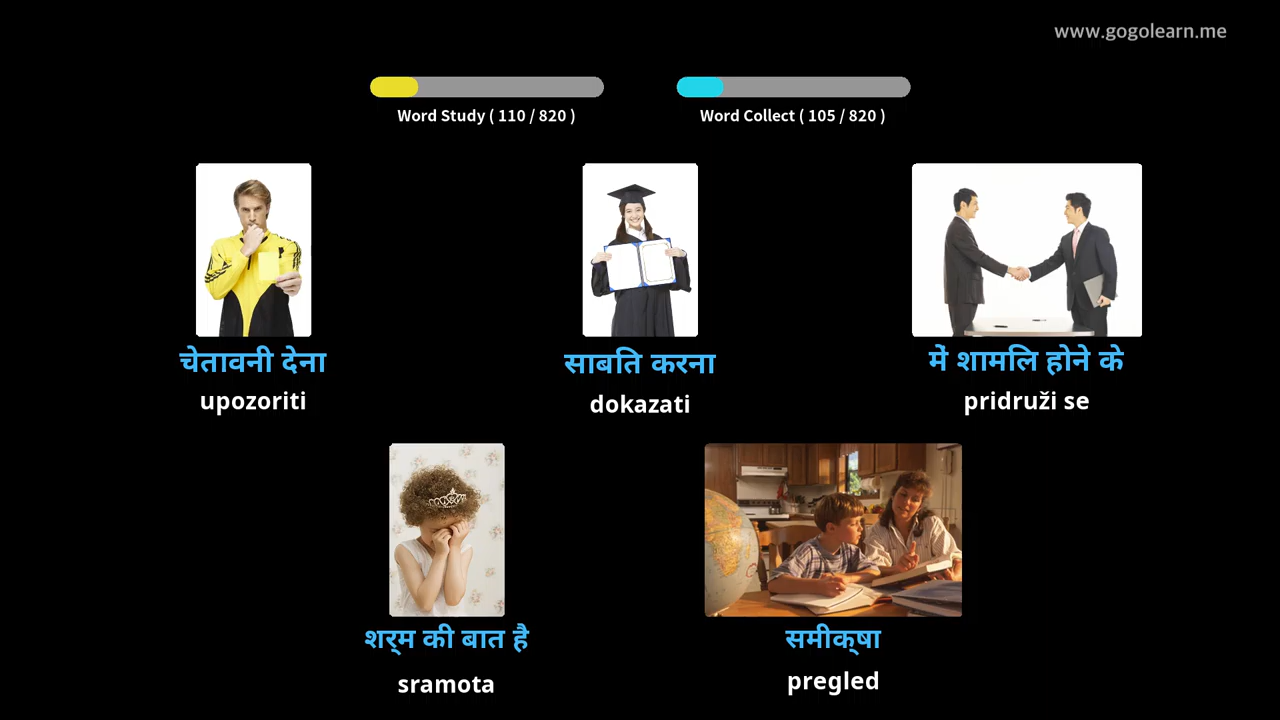 www.gogolearn.me
Word Study ( 110 / 820 )
Word Collect ( 105 / 820 )
चेतावनी देना
upozoriti
साबति करना
dokazati
में शामलि होने के
pridruži se
शर्म की बात है
sramota
समीक्षा
pregled